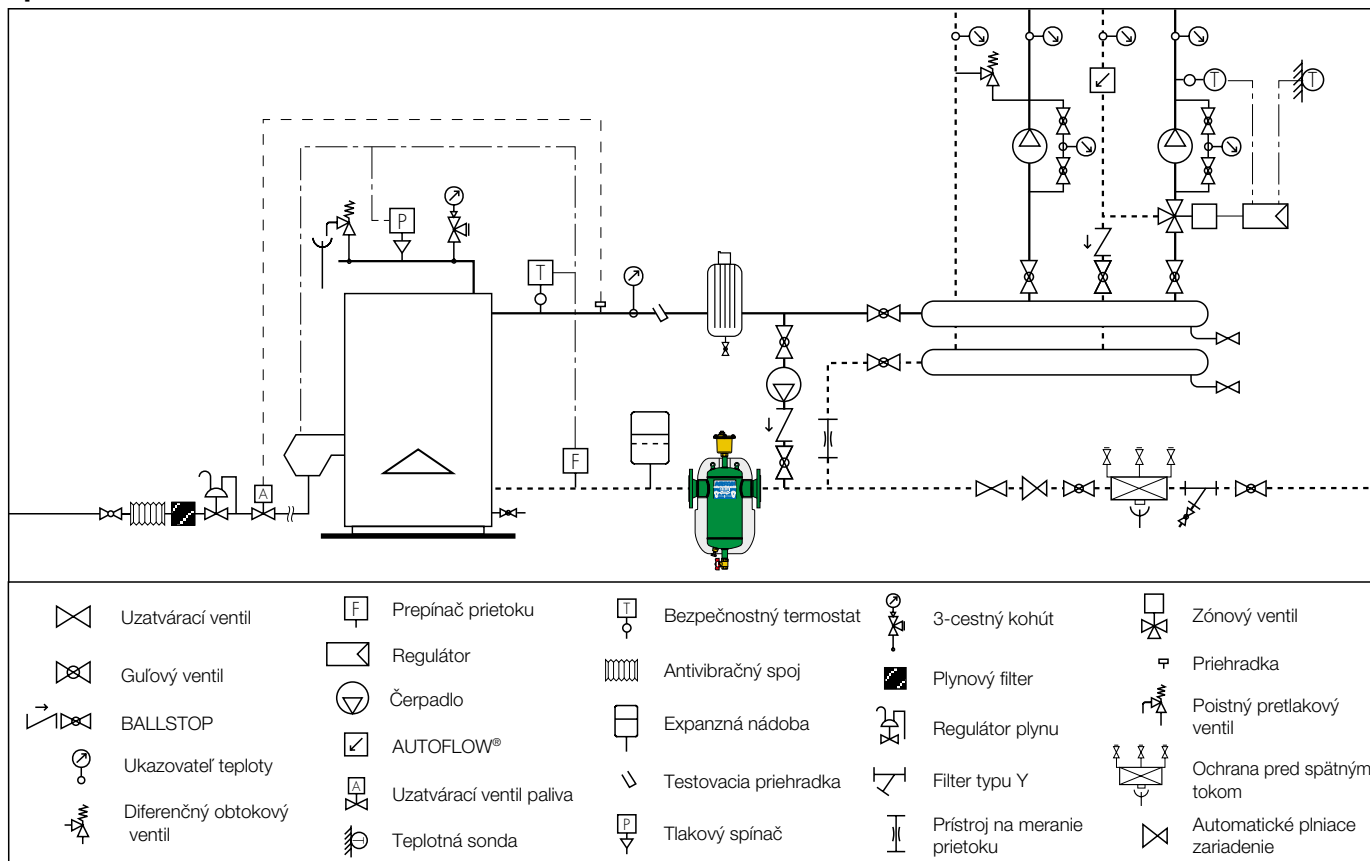 T
T
P
T
A
F
Uzatvárací ventil
Guľový ventil
BALLSTOP
Ukazovateľ teploty
Diferenčný obtokový
ventil
F
Prepínač prietoku
Regulátor
Čerpadlo
AUTOFLOW®
A
Uzatvárací ventil paliva
Teplotná sonda
T
Bezpečnostný termostat
Antivibračný spoj
Expanzná nádoba
Testovacia priehradka
P
Tlakový spínač
3-cestný kohút
Plynový filter
Regulátor plynu
Filter typu Y
Prístroj na meranie
prietoku
Zónový ventil
Priehradka
Poistný pretlakový
ventil
Ochrana pred spätným
tokom
Automatické plniace
zariadenie